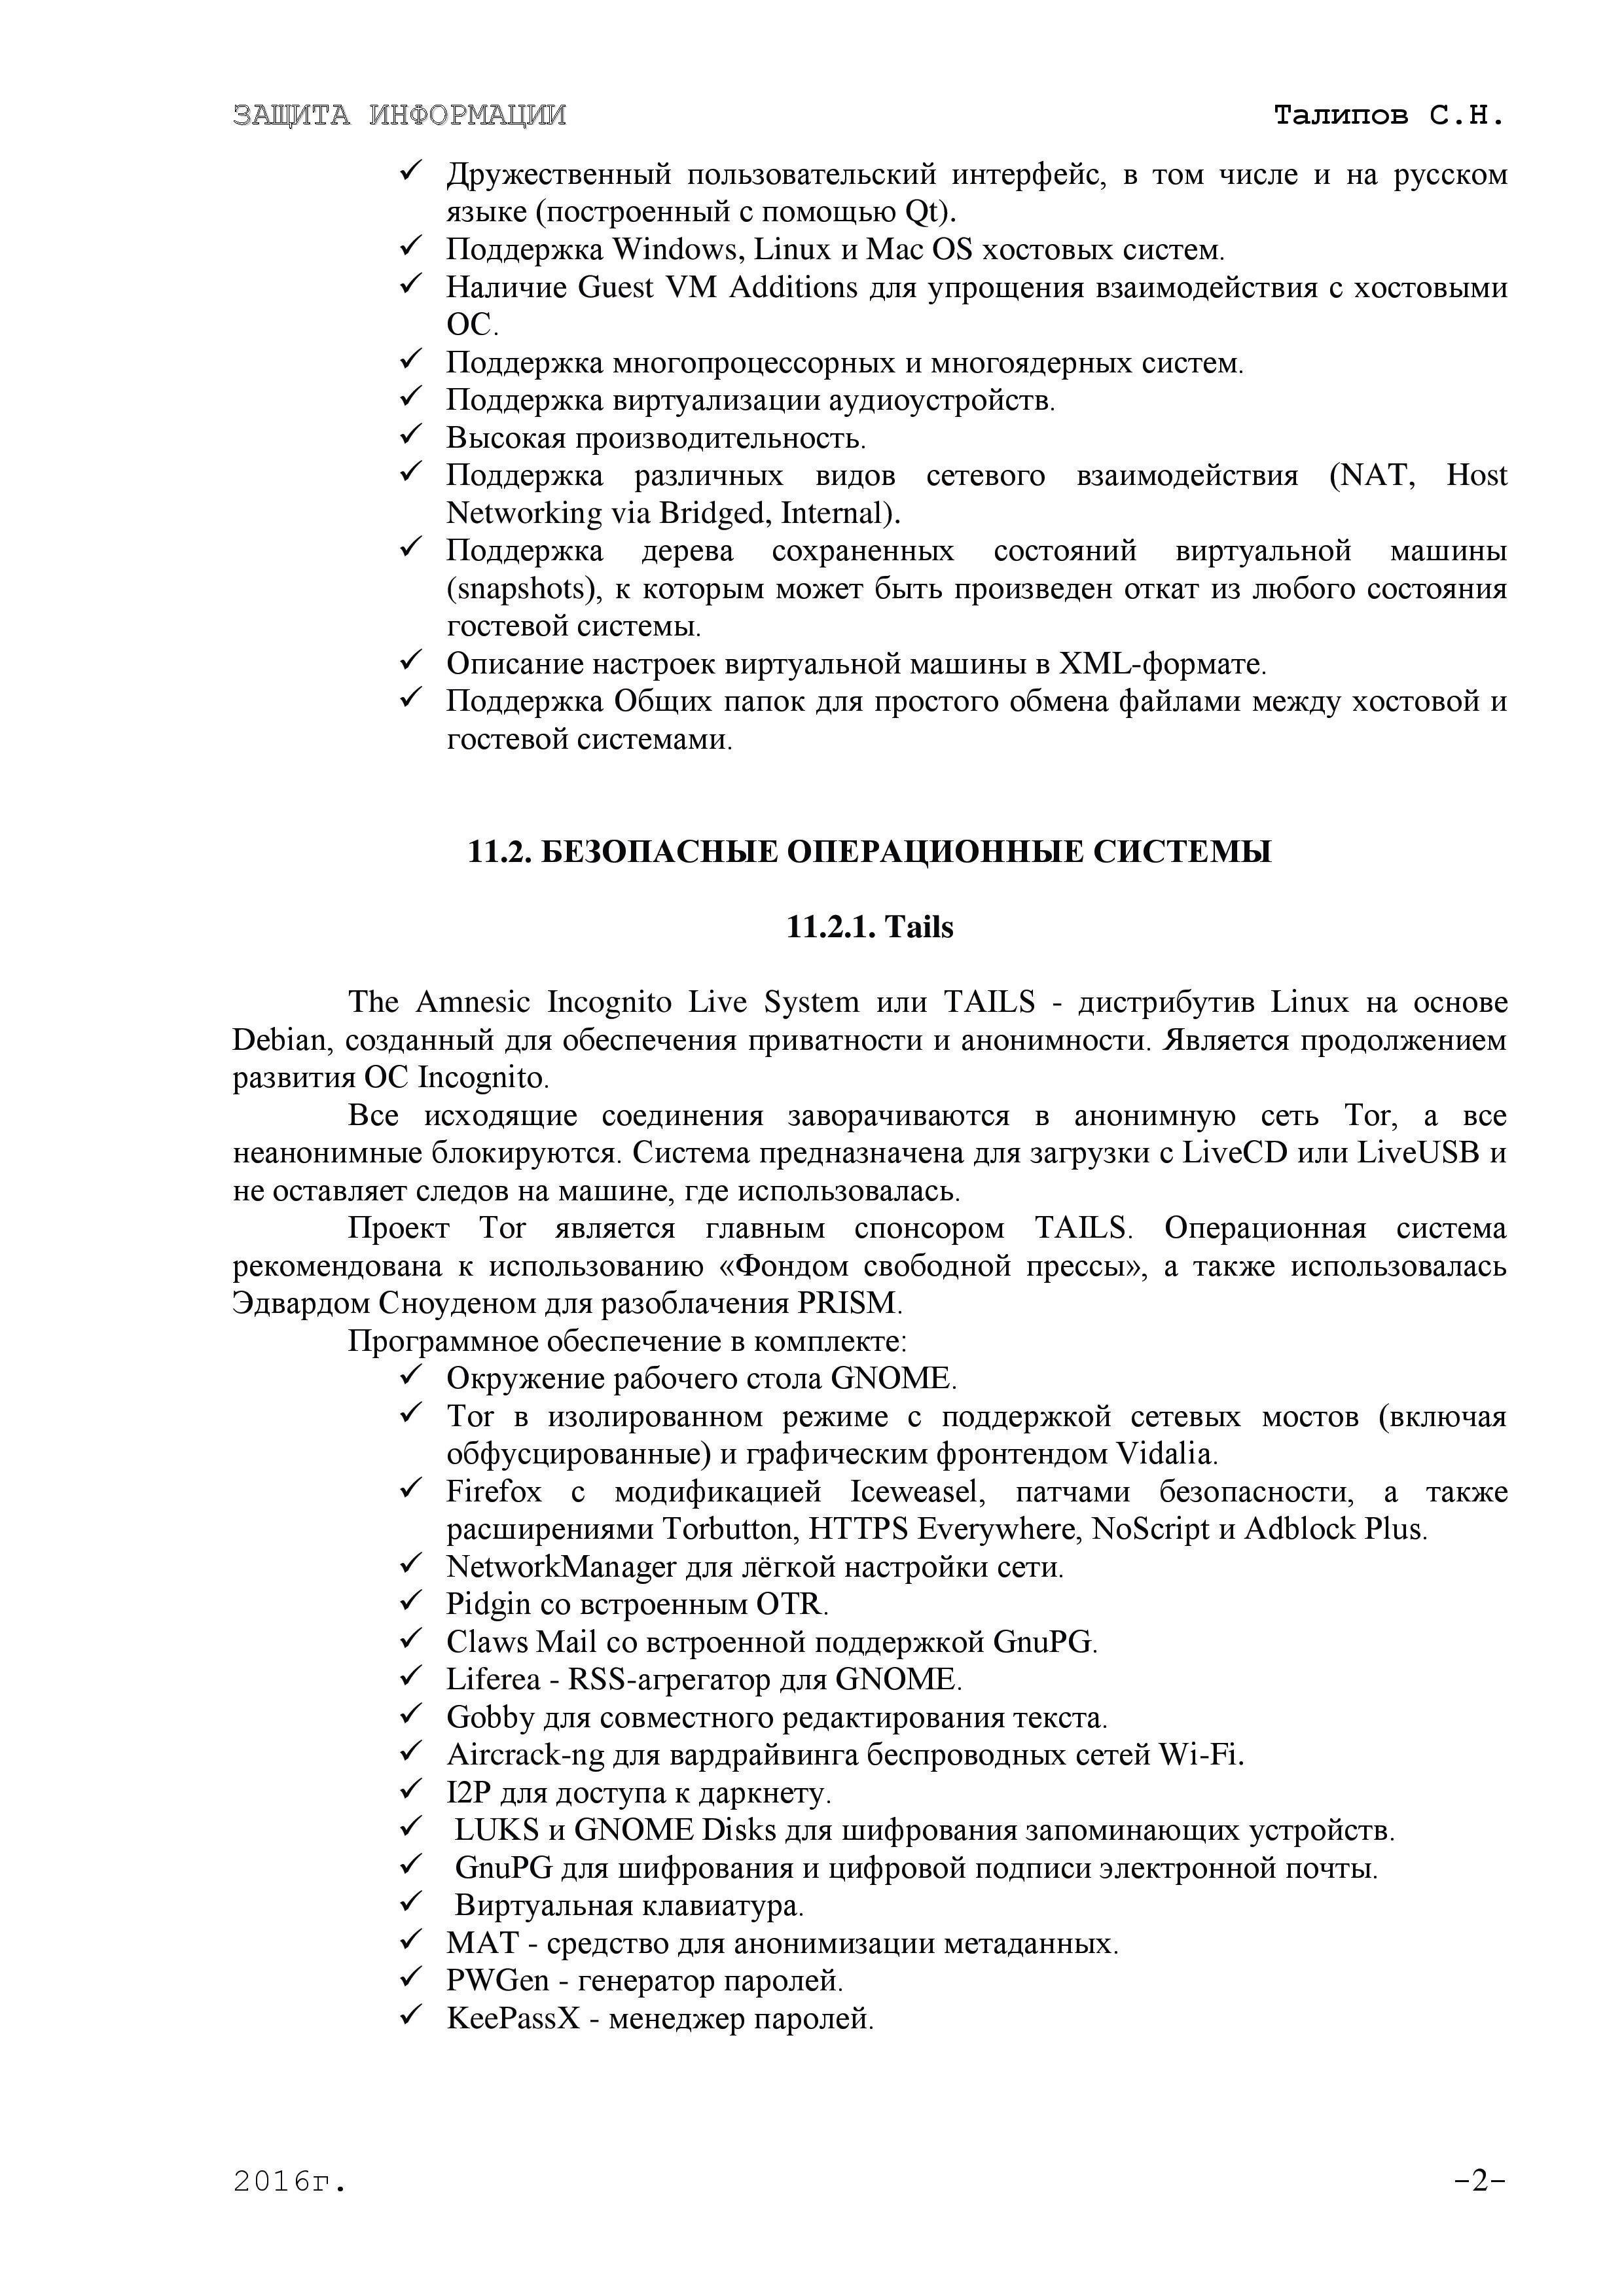 ЗАЩИТА ИНФОРМАЦИИ Талипов С.Н.
✓ Дружественный пользовательский интерфейс, в том числе и на русском
языке (построенный с помощью Qt).
✓ Поддержка Windows, Linux и Mac OS хостовых систем.
✓ Наличие Guest VM Additions для упрощения взаимодействия с хостовыми
ОС.
✓ Поддержка многопроцессорных и многоядерных систем.
✓ Поддержка виртуализации аудиоустройств.
✓ Высокая производительность.
✓ Поддержка различных видов сетевого взаимодействия (NAT, Host
Networking via Bridged, Internal).
✓ Поддержка дерева сохраненных состояний виртуальной машины
(snapshots), к которым может быть произведен откат из любого состояния
гостевой системы.
✓ Описание настроек виртуальной машины в XML-формате.
✓ Поддержка Общих папок для простого обмена файлами между хостовой и
гостевой системами.
11.2. БЕЗОПАСНЫЕ ОПЕРАЦИОННЫЕ СИСТЕМЫ
11.2.1. Tails
The Amnesic Incognito Live System или TAILS - дистрибутив Linux на основе
Debian, созданный для обеспечения приватности и анонимности. Является продолжением
развития ОС Incognito.
Все исходящие соединения заворачиваются в анонимную сеть Tor, а все
неанонимные блокируются. Система предназначена для загрузки с LiveCD или LiveUSB и
не оставляет следов на машине, где использовалась.
Проект Tor является главным спонсором TAILS. Операционная система
рекомендована к использованию «Фондом свободной прессы», а также использовалась
Эдвардом Сноуденом для разоблачения PRISM.
Программное обеспечение в комплекте:
✓ Окружение рабочего стола GNOME.
✓ Tor в изолированном режиме с поддержкой сетевых мостов (включая
обфусцированные) и графическим фронтендом Vidalia.
✓ Firefox с модификацией Iceweasel, патчами безопасности, а также
расширениями Torbutton, HTTPS Everywhere, NoScript и Adblock Plus.
✓ NetworkManager для лёгкой настройки сети.
✓ Pidgin со встроенным OTR.
✓ Claws Mail со встроенной поддержкой GnuPG.
✓ Liferea - RSS-агрегатор для GNOME.
✓ Gobby для совместного редактирования текста.
✓ Aircrack-ng для вардрайвинга беспроводных сетей Wi-Fi.
✓ I2P для доступа к даркнету.
✓ LUKS и GNOME Disks для шифрования запоминающих устройств.
✓ GnuPG для шифрования и цифровой подписи электронной почты.
✓ Виртуальная клавиатура.
✓ MAT - средство для анонимизации метаданных.
✓ PWGen - генератор паролей.
✓ KeePassX - менеджер паролей.
2016г. -2-